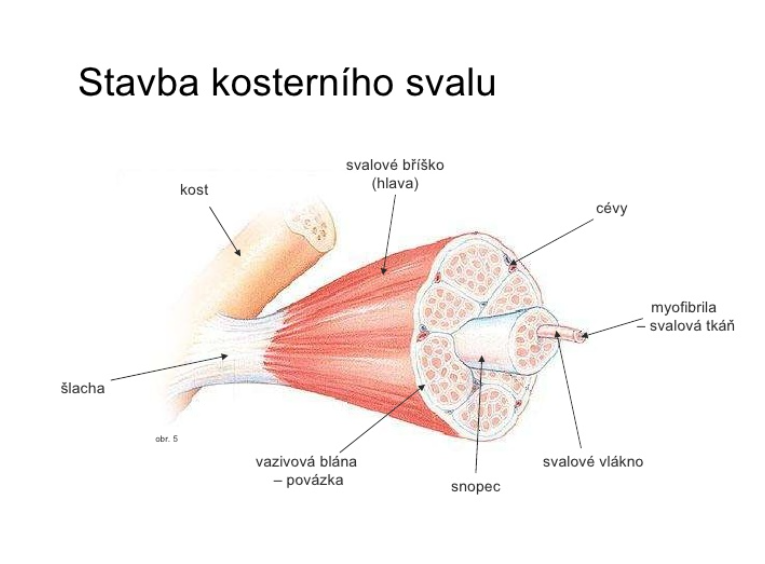 Stavba kosterního svalu
svalové bříško
(hlava)
kost
cévy
myofibrila
– svalová tkáň
šlacha
obr. 5
vazivová blána
– povázka
snopec
svalové vlákno